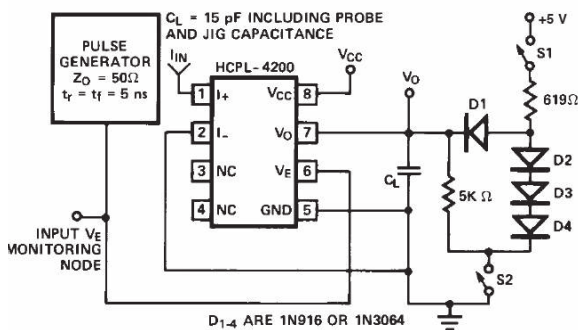 C_L = 15 pF INCLUDING PROBE
AND JIG CAPACITANCE
PULSE
GENERATOR
Z_O = 50Ω
t_r = t_f = 5 ns
I_IN
HCPL-4200
V_CC
V_O
+5 V
S1
619Ω
D1
D2
D3
D4
1 I+
2 I-
3 NC
4 NC
V_CC 8
V_O 7
V_E 6
GND 5
C_L
5K Ω
S2
INPUT V_E
MONITORING
NODE
D_1-4 ARE 1N916 OR 1N3064